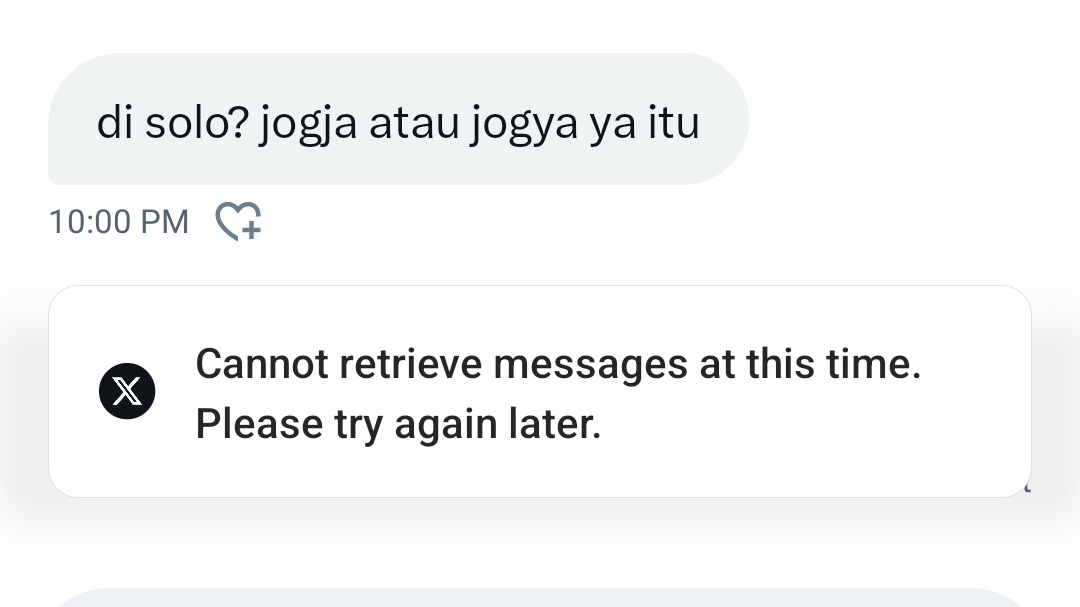 di solo? jogja atau jogya ya itu
10:00 PM
Cannot retrieve messages at this time.
Please try again later.